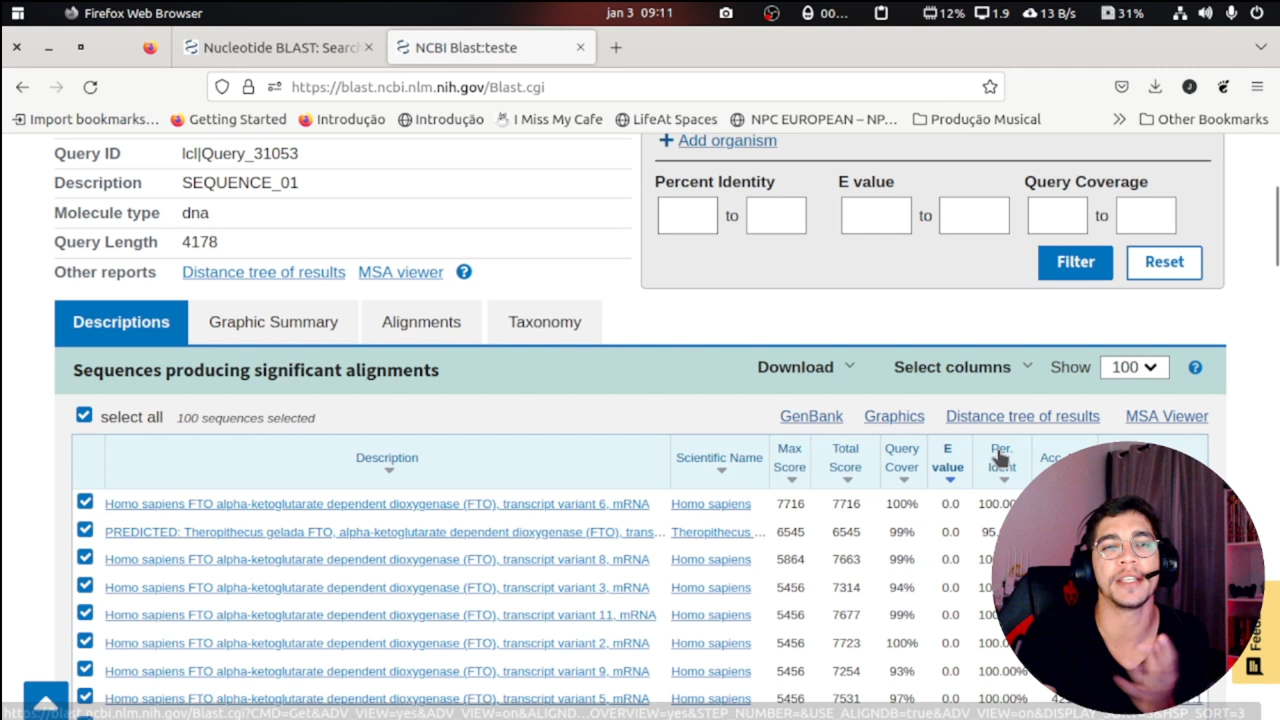 Firefox Web Browser jan 3 09:11 00... 12% 1.9 13 B/s 31%
Nucleotide BLAST: Searc NCBI Blast:teste
https://blast.ncbi.nlm.nih.gov/Blast.cgi
Import bookmarks... Getting Started Introdução Introdução I Miss My Cafe LifeAt Spaces NPC EUROPEAN – NP... Produção Musical Other Bookmarks
Add organism
Query ID lcl|Query_31053
Percent Identity E value Query Coverage
Description SEQUENCE_01
Molecule type dna
to to to
Query Length 4178
Filter Reset
Other reports Distance tree of results MSA viewer ?
Descriptions Graphic Summary Alignments Taxonomy
Sequences producing significant alignments Download Select columns Show 100 ?
select all 100 sequences selected GenBank Graphics Distance tree of results MSA Viewer
Description Scientific Name Max Score Total Score Query Cover E value Per. Ident
Homo sapiens FTO alpha-ketoglutarate dependent dioxygenase (FTO), transcript variant 6, mRNA Homo sapiens 7716 7716 100% 0.0
PREDICTED: Theropithecus gelada FTO, alpha-ketoglutarate dependent dioxygenase (FTO), trans... Theropithecus ... 6545 6545 99% 0.0
Homo sapiens FTO alpha-ketoglutarate dependent dioxygenase (FTO), transcript variant 8, mRNA Homo sapiens 5864 7663 99% 0.0
Homo sapiens FTO alpha-ketoglutarate dependent dioxygenase (FTO), transcript variant 3, mRNA Homo sapiens 5456 7314 94% 0.0
Homo sapiens FTO alpha-ketoglutarate dependent dioxygenase (FTO), transcript variant 11, mRNA Homo sapiens 5456 7677 99% 0.0
Homo sapiens FTO alpha-ketoglutarate dependent dioxygenase (FTO), transcript variant 2, mRNA Homo sapiens 5456 7723 100% 0.0
Homo sapiens FTO alpha-ketoglutarate dependent dioxygenase (FTO), transcript variant 9, mRNA Homo sapiens 5456 7254 93% 0.0 100.00%
Homo sapiens FTO alpha-ketoglutarate dependent dioxygenase (FTO), transcript variant 5, mRNA Homo sapiens 5456 7531 97% 0.0 100.00%